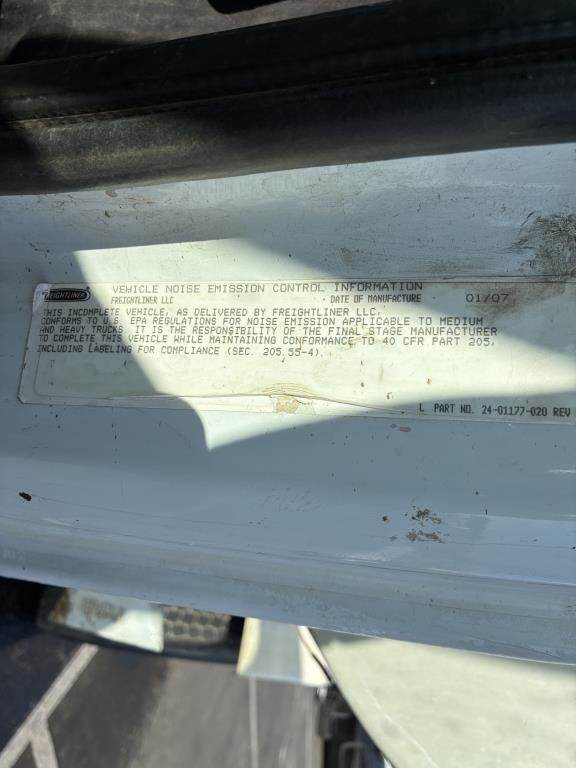 FREIGHTLINER
VEHICLE NOISE EMISSION CONTROL INFORMATION
FREIGHTLINER LLC DATE OF MANUFACTURE 01/07
THIS INCOMPLETE VEHICLE, AS DELIVERED BY FREIGHTLINER LLC,
CONFORMS TO U.S. EPA REGULATIONS FOR NOISE EMISSION APPLICABLE TO MEDIUM
AND HEAVY TRUCKS. IT IS THE RESPONSIBILITY OF THE FINAL STAGE MANUFACTURER
TO COMPLETE THIS VEHICLE WHILE MAINTAINING CONFORMANCE TO 40 CFR PART 205,
INCLUDING LABELING FOR COMPLIANCE (SEC. 205.55-4).
L PART NO. 24-01177-020 REV